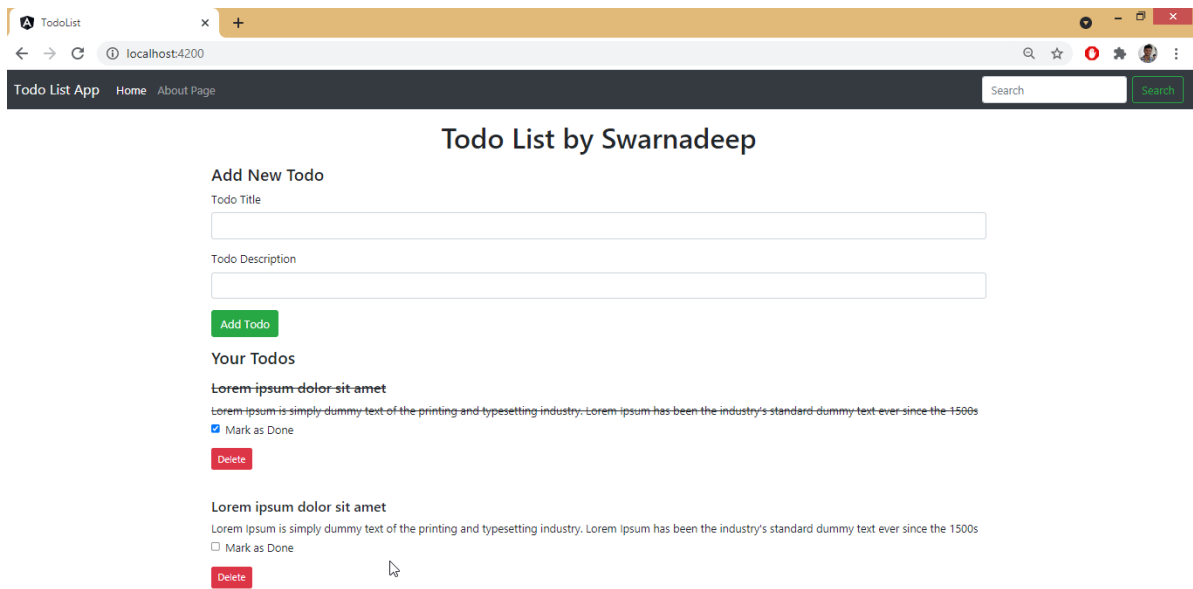 TodoList
localhost:4200
Todo List App Home About Page Search Search
Todo List by Swarnadeep
Add New Todo
Todo Title
Todo Description
Add Todo
Your Todos
Lorem ipsum dolor sit amet
Lorem Ipsum is simply dummy text of the printing and typesetting industry. Lorem Ipsum has been the industry's standard dummy text ever since the 1500s
Mark as Done
Delete
Lorem ipsum dolor sit amet
Lorem Ipsum is simply dummy text of the printing and typesetting industry. Lorem Ipsum has been the industry's standard dummy text ever since the 1500s
Mark as Done
Delete